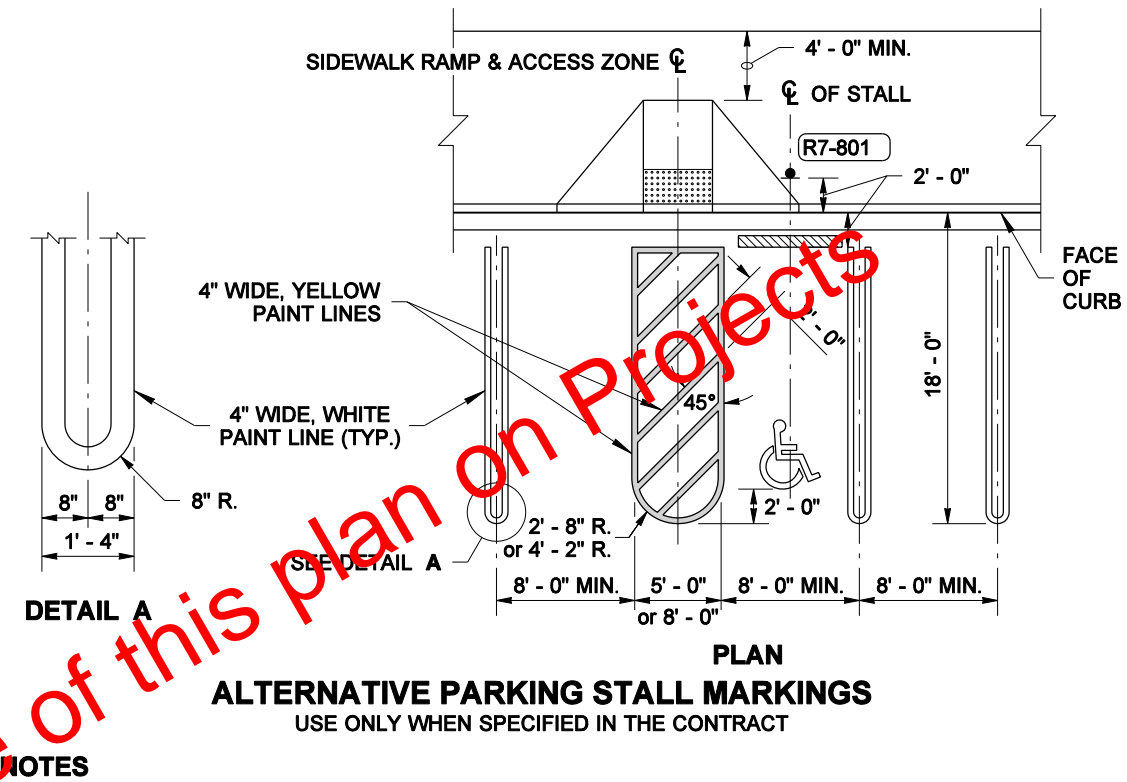 SIDEWALK RAMP & ACCESS ZONE ℄
4' - 0" MIN.
℄ OF STALL
R7-801
2' - 0"
FACE
OF
CURB
4" WIDE, YELLOW
PAINT LINES
18' - 0"
45°
4" WIDE, WHITE
PAINT LINE (TYP.)
8" R.
8" 8"
1' - 4"
2' - 0"
2' - 8" R.
or 4' - 2" R.
SEE DETAIL A
8' - 0" MIN. 5' - 0" 8' - 0" MIN. 8' - 0" MIN.
or 8' - 0"
DETAIL A
PLAN
ALTERNATIVE PARKING STALL MARKINGS
USE ONLY WHEN SPECIFIED IN THE CONTRACT
NOTES
of this plan on Projects